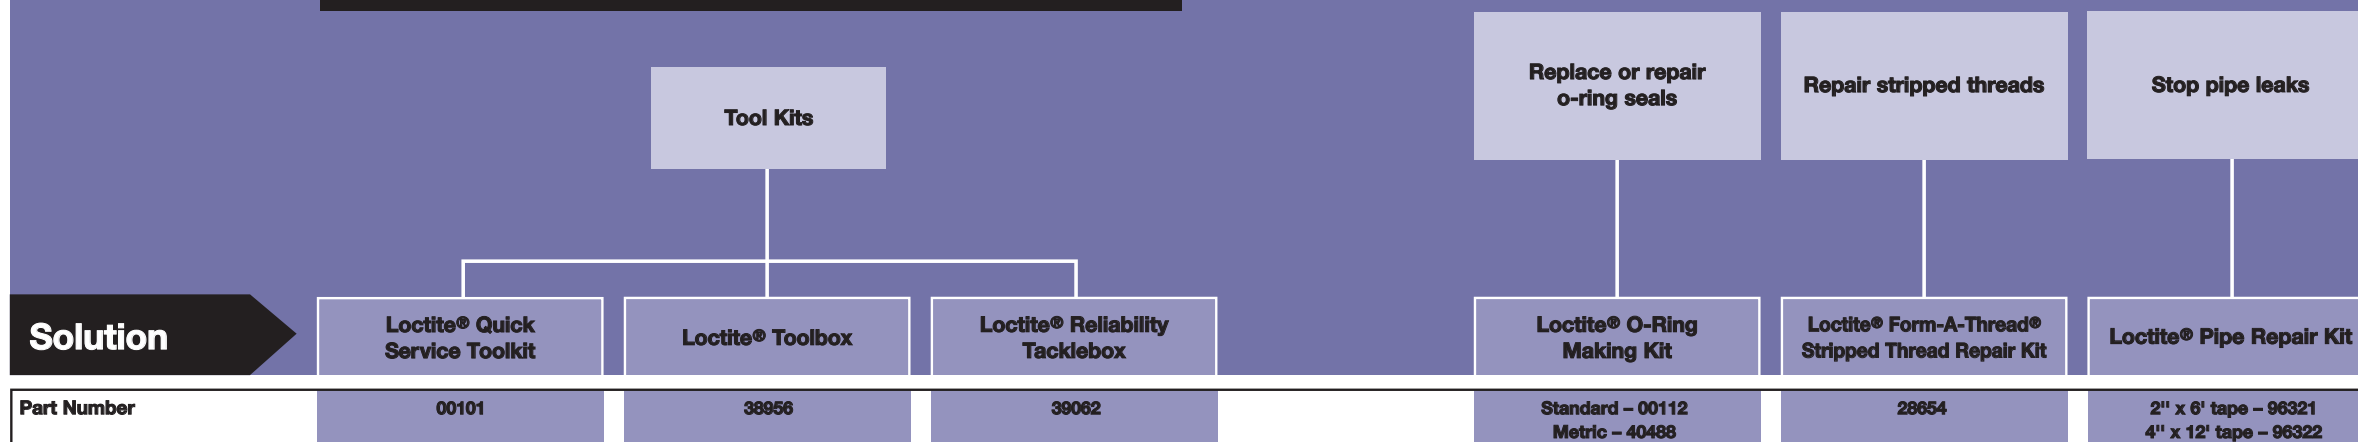 Tool Kits
Replace or repair
o-ring seals
Repair stripped threads
Stop pipe leaks
Solution
Loctite® Quick
Service Toolkit
Loctite® Toolbox
Loctite® Reliability
Tacklebox
Loctite® O-Ring
Making Kit
Loctite® Form-A-Thread®
Stripped Thread Repair Kit
Loctite® Pipe Repair Kit
Part Number
00101
38956
39062
Standard – 00112
Metric – 40488
28654
2'' x 6' tape – 96321
4'' x 12' tape – 96322